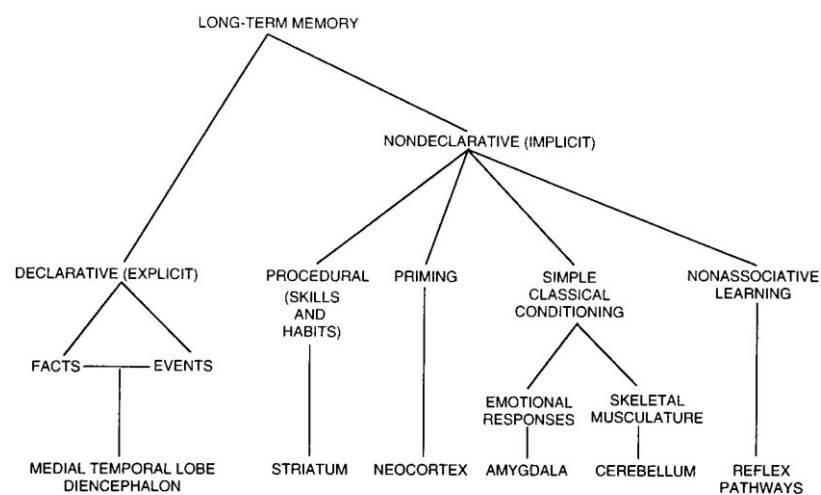 LONG-TERM MEMORY
NONDECLARATIVE (IMPLICIT)
DECLARATIVE (EXPLICIT)
PROCEDURAL
(SKILLS
AND
HABITS)
PRIMING
SIMPLE
CLASSICAL
CONDITIONING
NONASSOCIATIVE
LEARNING
FACTS
EVENTS
EMOTIONAL
RESPONSES
SKELETAL
MUSCULATURE
MEDIAL TEMPORAL LOBE
DIENCEPHALON
STRIATUM
NEOCORTEX
AMYGDALA
CEREBELLUM
REFLEX
PATHWAYS